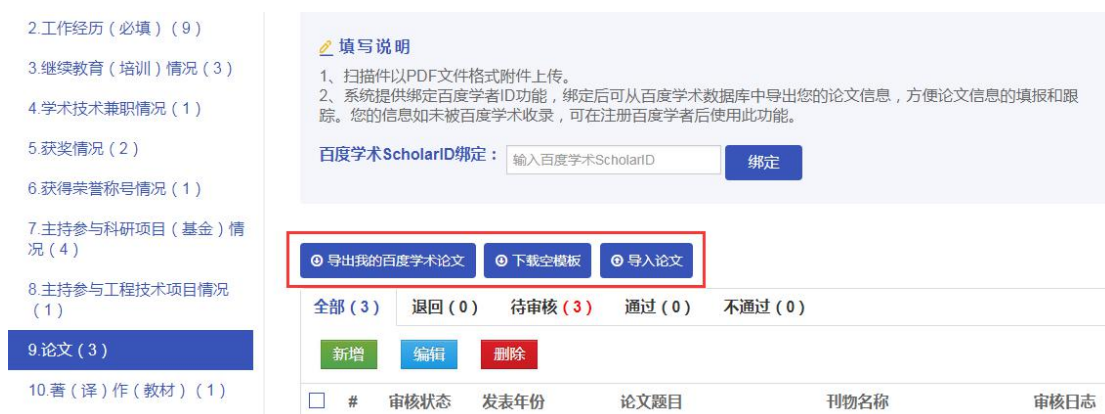 2.工作经历（必填）（9）
3.继续教育（培训）情况（3）
4.学术技术兼职情况（1）
5.获奖情况（2）
6.获得荣誉称号情况（1）
7.主持参与科研项目（基金）情
况（4）
8.主持参与工程技术项目情况
（1）
9.论文（3）
10.著（译）作（教材）（1）
填写说明
1、扫描件以PDF文件格式附件上传。
2、系统提供绑定百度学者ID功能，绑定后可从百度学术数据库中导出您的论文信息，方便论文信息的填报和跟
踪。您的信息如未被百度学术收录，可在注册百度学者后使用此功能。
百度学术ScholarID绑定： 输入百度学术ScholarID 绑定
导出我的百度学术论文 下载空模板 导入论文
全部（3） 退回（0） 待审核（3） 通过（0） 不通过（0）
新增 编辑 删除
# 审核状态 发表年份 论文题目 刊物名称 审核日志